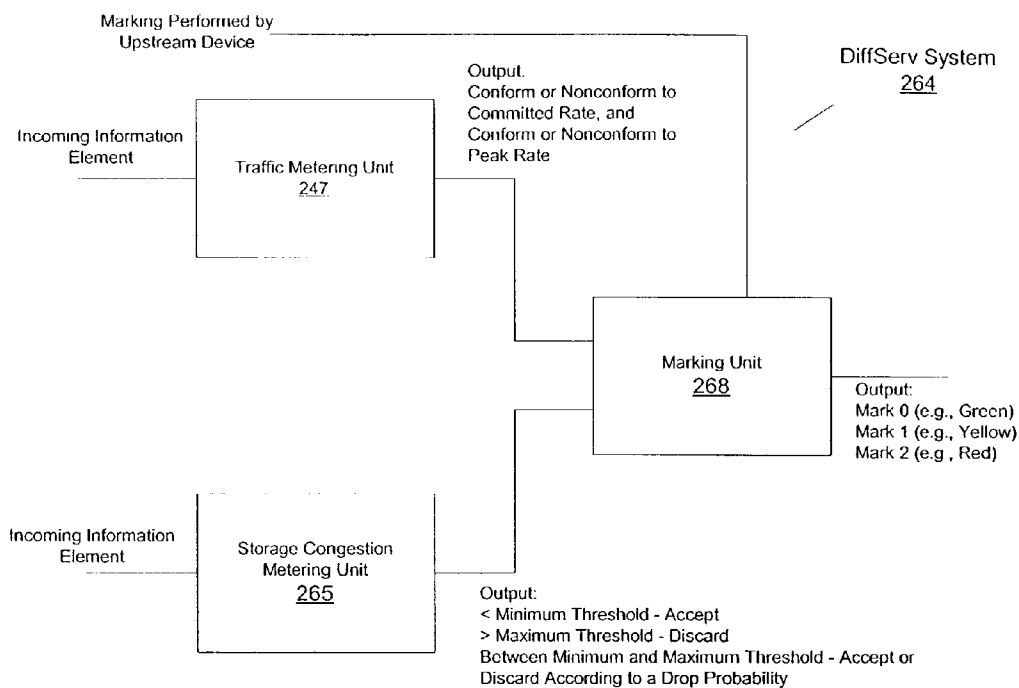 Marking Performed by
Upstream Device
DiffServ System
264
Output.
Conform or Nonconform to
Committed Rate, and
Conform or Nonconform to
Peak Rate
Incoming Information
Element
Traffic Metering Unit
247
Marking Unit
268
Output:
Mark 0 (e.g., Green)
Mark 1 (e.g., Yellow)
Mark 2 (e.g., Red)
Incoming Information
Element
Storage Congestion
Metering Unit
265
Output:
< Minimum Threshold - Accept
> Maximum Threshold - Discard
Between Minimum and Maximum Threshold - Accept or
Discard According to a Drop Probability